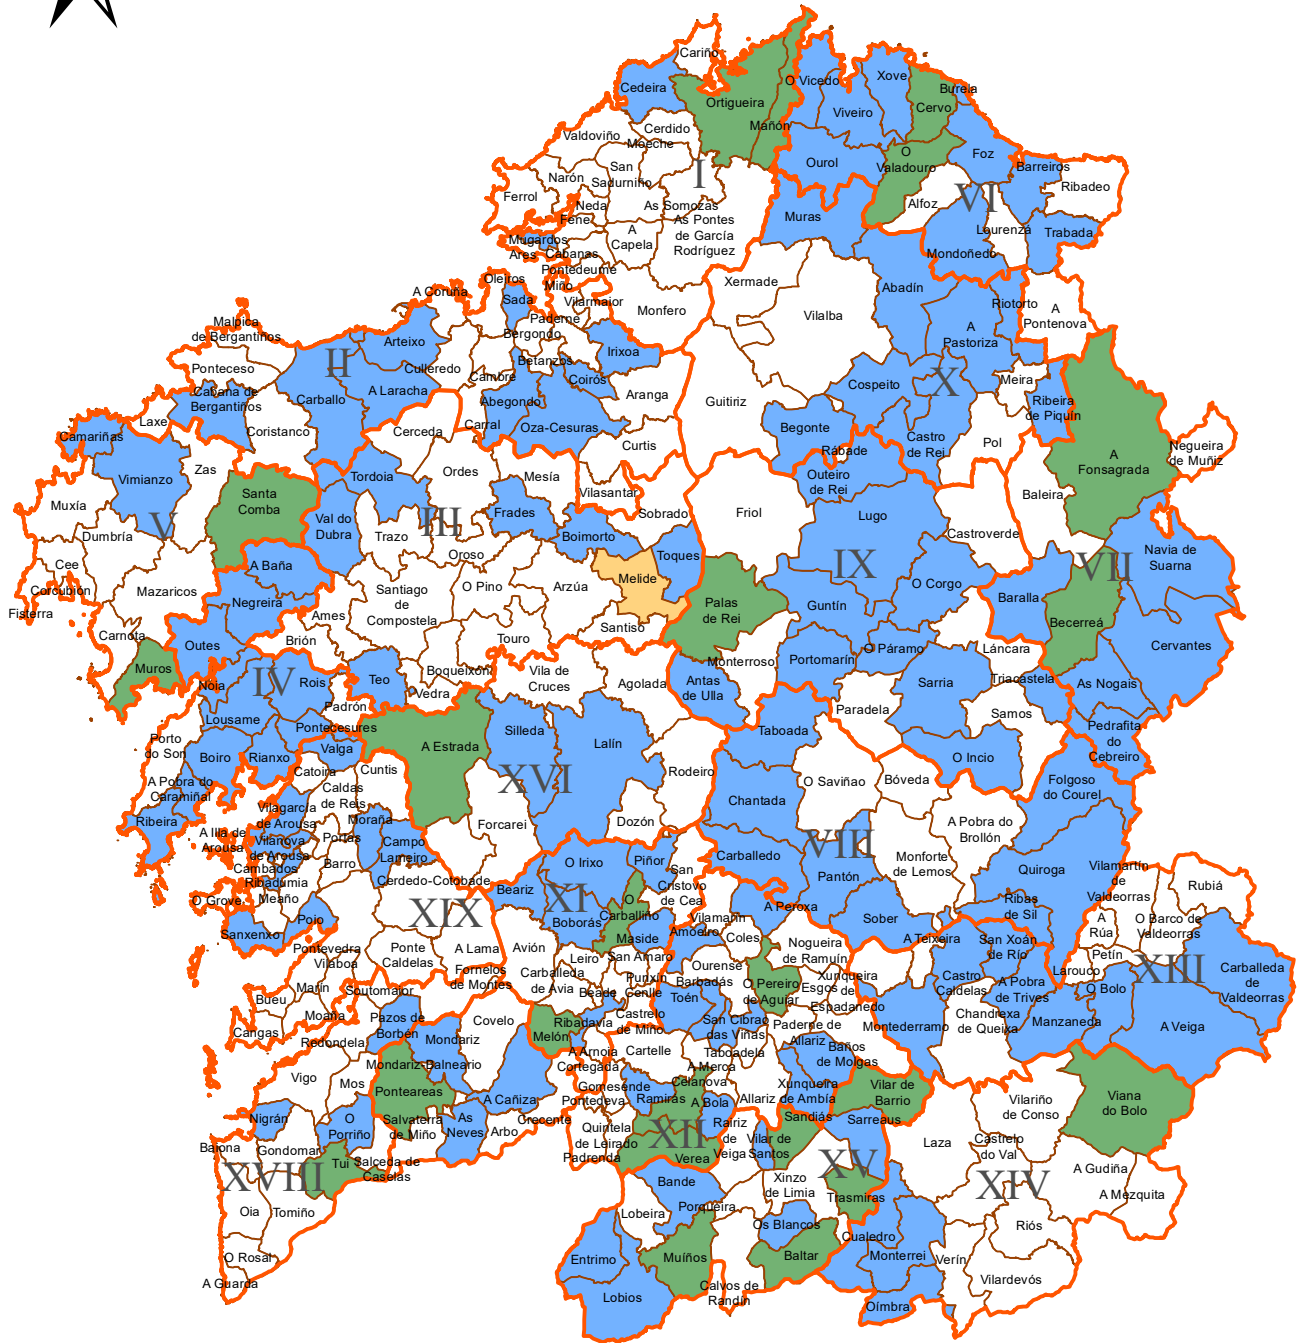 Cariño
Cedeira
Ortigueira
Mañón
O Vicedo
Xove
Burela
Viveiro
Cervo
Valdoviño
Cerdido
Moeche
Ourol
O
Valadouro
Foz
Barreiros
Ribadeo
San
Sadurniño
I
Narón
Ferrol
Neda
Fene
As Somozas
As Pontes
de García
Rodríguez
Muras
Alfoz
VI
Lourenzá
Trabada
Mondoñedo
A
Capela
Mugardos
Ares
Cabanas
Pontedeume
Miño
Vilarmaior
Monfero
Xermade
Vilalba
Abadín
Riotorto
A
Pontenova
A
Pastoriza
Oleiros
A Coruña
Sada
Paderne
Bergondo
Irixoa
Malpica
de Bergantiños
Arteixo
II
Culleredo
Cambre
Betanzos
Coirós
Ponteceso
Cabana de
Bergantiños
A Laracha
Carballo
Abegondo
Aranga
Guitiriz
Cospeito
X
Meira
Ribeira
de Piquín
Laxe
Coristanco
Cerceda
Carral
Oza-Cesuras
Curtis
Begonte
Rábade
Castro
de Rei
Pol
A
Fonsagrada
Negueira
de Muñiz
Camariñas
Vimianzo
Zas
Tordoia
Ordes
Mesía
Vilasantar
Outeiro
de Rei
Baleira
Santa
Comba
Muxía
V
Dumbría
Val do
Dubra
Trazo
III
Frades
Sobrado
Friol
Lugo
Castroverde
Oroso
Boimorto
Toques
IX
VII
Navia de
Suarna
Cee
Corcubión
Fisterra
Mazaricos
A Baña
Negreira
Santiago
de
Compostela
O Pino
Arzúa
Melide
Palas
de Rei
Guntín
O Corgo
Baralla
Becerreá
Cervantes
Carnota
Outes
Ames
Brión
Touro
Santiso
Muros
Noia
IV
Rois
Teo
Boqueixón
Vedra
Vila de
Cruces
Agolada
Monterroso
Antas
de Ulla
Portomarín
O Páramo
Láncara
Sarria
Triacastela
As Nogais
Padrón
Lousame
Pontecesures
Valga
A Estrada
Silleda
Lalín
Taboada
Paradela
Samos
Pedrafita
do
Cebreiro
Porto
do Son
Boiro
Rianxo
Catoira
Cuntis
XVI
Rodeiro
O Incio
Folgoso
do Courel
A Pobra do
Caramiñal
Ribeira
Caldas
de Reis
Vilagarcía
de Arousa
Moraña
Chantada
O Saviñao
Bóveda
A Pobra do
Brollón
A Illa de
Arousa
Vilanova
de Arousa
Portas
Campo
Lameiro
Forcarei
Dozón
Barro
Cambados
Ribadumia
Meaño
O Grove
Cerdedo-Cotobade
O Irixo
Piñor
San
Cristovo
de Cea
Carballedo
VIII
Pantón
Monforte
de Lemos
Quiroga
Vilamartín
de
Valdeorras
Rubiá
Beariz
XI
O
Carballiño
Boborás
Maside
Sanxenxo
Poio
XIX
Vilamarín
Amoeiro
Coles
A Peroxa
Sober
Ribas
de Sil
A
Rúa
O Barco de
Valdeorras
Pontevedra
Vilaboa
Ponte
Caldelas
A Lama
Avión
Leiro
San Amaro
Nogueira
de Ramuín
A Teixeira
San Xoán
de Río
Petín
Fornelos
de Montes
Carballeda
de Avia
Punxín
Beade
Cenlle
Ourense
Barbadás
Toén
O Pereiro
de Aguiar
Xunqueira
de
Espadanedo
Esgos
Castro
Caldelas
A Pobra
de Trives
Larouco
O Bolo
XIII
Carballeda
de
Valdeorras
Marín
Bueu
Moaña
Cangas
Soutomaior
Redondela
Pazos de
Borbén
Covelo
Mondariz
Melón
Ribadavia
Castrelo
de Miño
San Cibrao
das Viñas
Paderne de
Allariz
Montederramo
Chandrexa
de Queixa
Manzaneda
A Veiga
Vigo
Mos
Mondariz-Balneario
Ponteareas
A Arnoia
Cortegada
Cartelle
Taboadela
A Merca
Celanova
Baños
de Molgas
Gomesende
Pontedeva
Ramirás
A Bola
Allariz
Xunqueira
de Ambía
Vilar de
Barrio
Vilariño
de Conso
Viana
do Bolo
Nigrán
O
Porriño
Salvaterra
de Miño
As
Neves
A Cañiza
Arbo
Crecente
Quintela
de Leirado
Padrenda
XII
Verea
Rairiz
de
Veiga
Vilar de
Santos
Sandiás
Sarreaus
Laza
Castrelo
do Val
Baiona
Gondomar
XVIII
Tui
Salceda de
Caselas
XV
XIV
A Gudiña
A Mezquita
Bande
Xinzo
de Limia
Trasmiras
Oia
Tomiño
Lobeira
Porqueira
Os Blancos
Cualedro
Riós
O Rosal
A Guarda
Entrimo
Muíños
Baltar
Monterrei
Verín
Vilardevós
Lobios
Calvos de
Randín
Oímbra